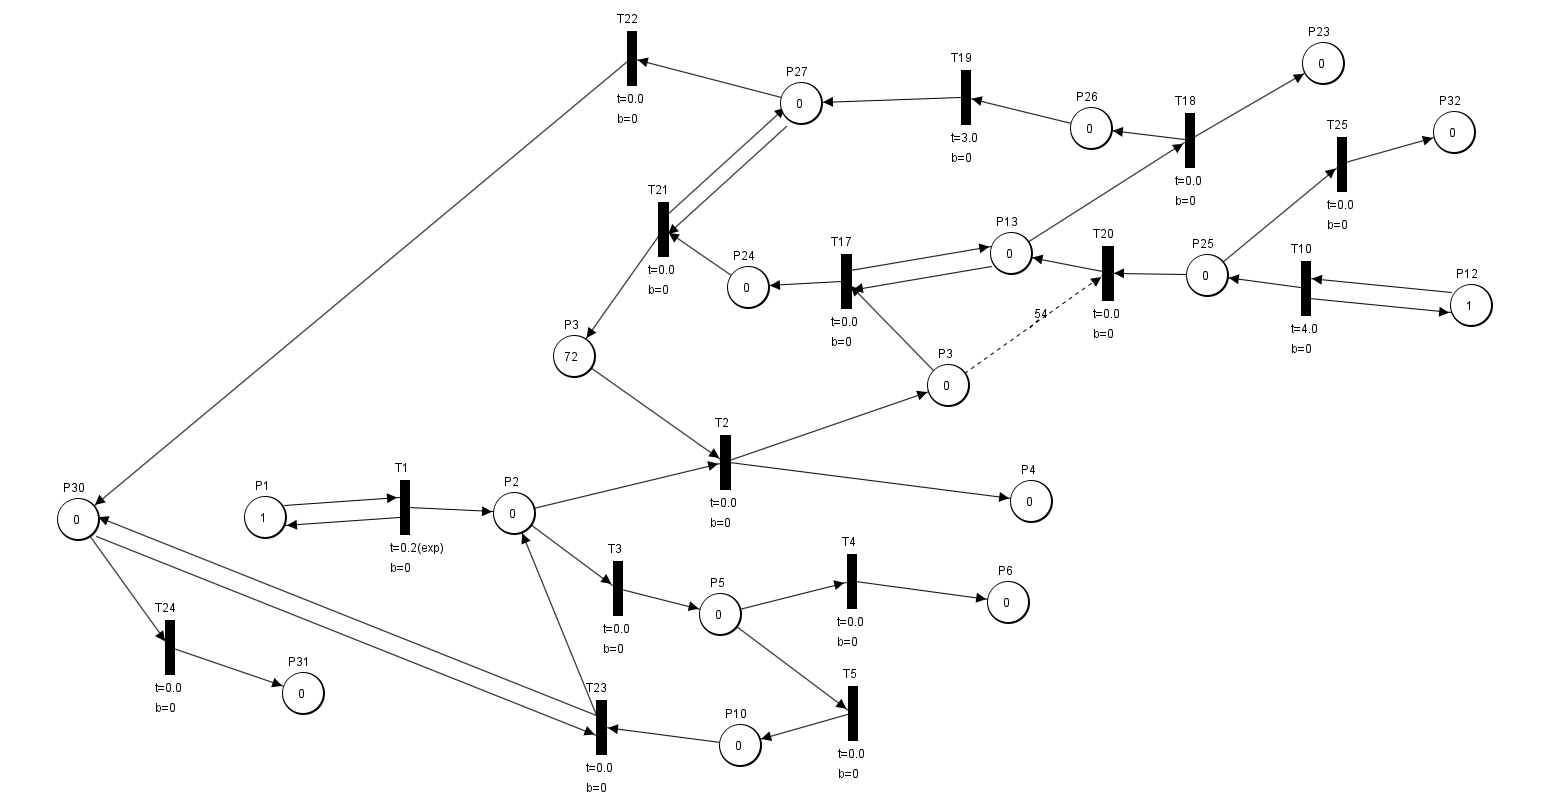 T22
t=0.0
b=0
P27
0
T19
t=3.0
b=0
P26
0
T18
t=0.0
b=0
P23
0
P32
0
T25
t=0.0
b=0
T21
t=0.0
b=0
P24
0
T17
t=0.0
b=0
P13
0
T20
t=0.0
b=0
P25
0
T10
t=4.0
b=0
P12
1
54
P3
72
P3
0
T2
t=0.0
b=0
P4
0
P30
0
P1
1
T1
t=0.2(exp)
b=0
P2
0
T3
t=0.0
b=0
P5
0
T4
t=0.0
b=0
P6
0
T24
t=0.0
b=0
P31
0
T23
t=0.0
b=0
P10
0
T5
t=0.0
b=0